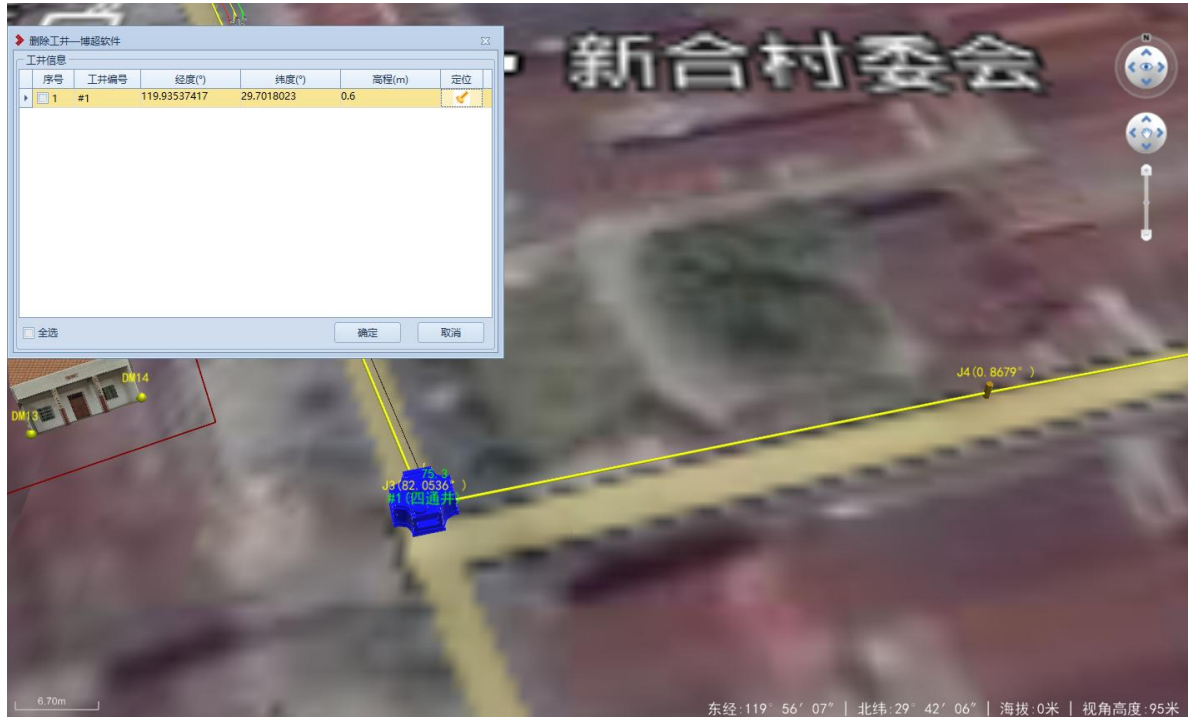 删除工井—博超软件
工井信息
序号 工井编号 经度(°) 纬度(°) 高程(m) 定位
1 #1 119.93537417 29.7018023 0.6
全选 确定 取消
新合村委会
N
DM14
DM13
J4(0.8679°)
75-3
J3(82.0536°)
#1(四通井)
6.70m
东经:119°56′07″ | 北纬:29°42′06″ | 海拔:0米 | 视角高度:95米